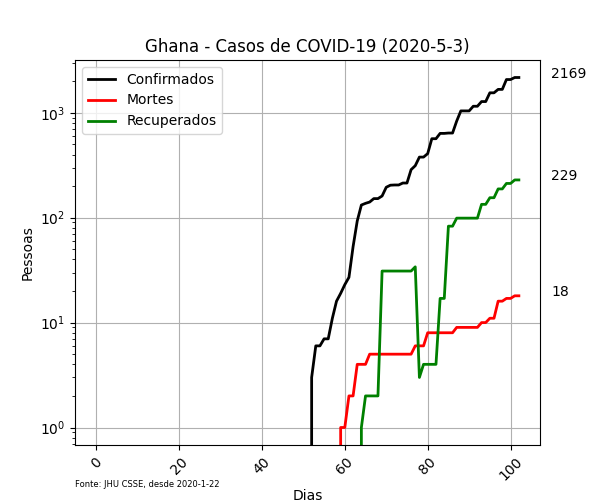 Ghana - Casos de COVID-19 (2020-5-3)
Confirmados
Mortes
Recuperados
2169
229
18
10³
10²
10¹
10⁰
Pessoas
0 20 40 60 80 100
Dias
Fonte: JHU CSSE, desde 2020-1-22